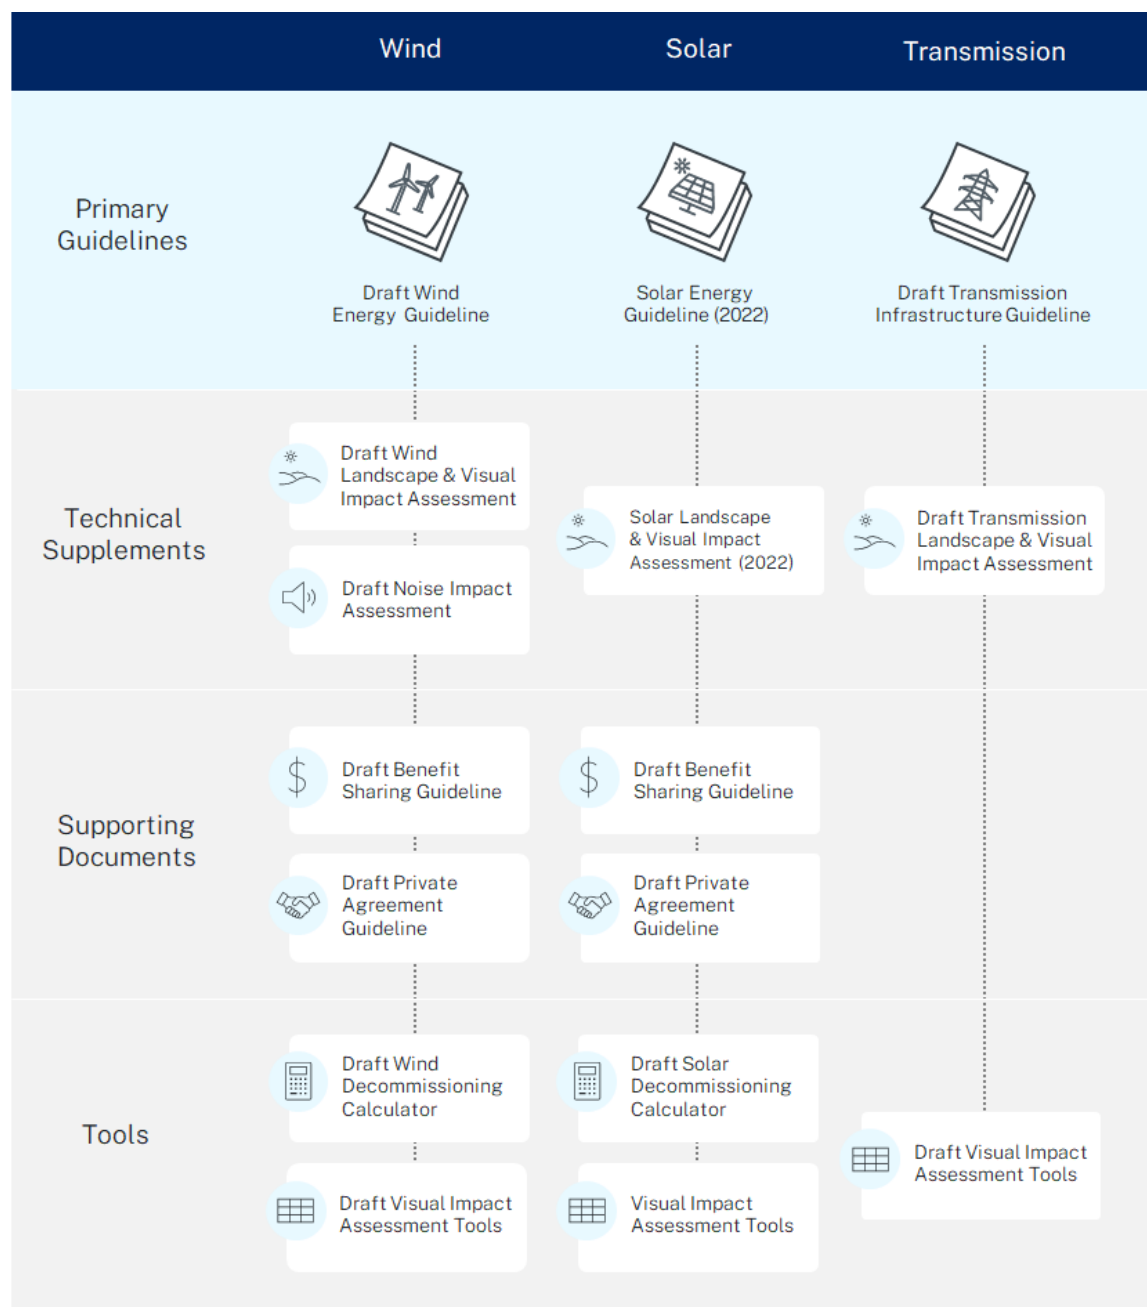 Wind
Solar
Transmission
Primary
Guidelines
Draft Wind
Energy Guideline
Solar Energy
Guideline (2022)
Draft Transmission
Infrastructure Guideline
Technical
Supplements
Draft Wind
Landscape & Visual
Impact Assessment
Draft Noise Impact
Assessment
Solar Landscape
& Visual Impact
Assessment (2022)
Draft Transmission
Landscape & Visual
Impact Assessment
Supporting
Documents
Draft Benefit
Sharing Guideline
Draft Private
Agreement
Guideline
Draft Benefit
Sharing Guideline
Draft Private
Agreement
Guideline
Tools
Draft Wind
Decommissioning
Calculator
Draft Visual Impact
Assessment Tools
Draft Solar
Decommissioning
Calculator
Visual Impact
Assessment Tools
Draft Visual Impact
Assessment Tools